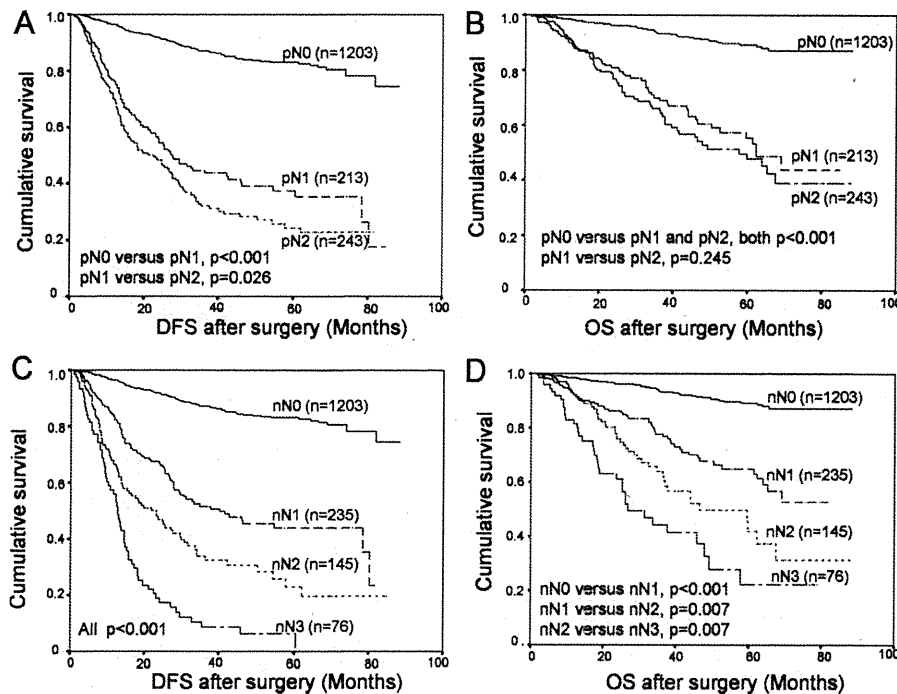 A
Cumulative survival
1.0
0.8
0.6
0.4
0.2
0
pN0 (n=1203)
pN1 (n=213)
pN2 (n=243)
pN0 versus pN1, p<0.001
pN1 versus pN2, p=0.026
0 20 40 60 80 100
DFS after surgery (Months)
B
Cumulative survival
1.0
0.8
0.6
0.4
0.2
0
pN0 (n=1203)
pN1 (n=213)
pN2 (n=243)
pN0 versus pN1 and pN2, both p<0.001
pN1 versus pN2, p=0.245
0 20 40 60 80 100
OS after surgery (Months)
C
Cumulative survival
1.0
0.8
0.6
0.4
0.2
0
nN0 (n=1203)
nN1 (n=235)
nN2 (n=145)
nN3 (n=76)
All p<0.001
0 20 40 60 80 100
DFS after surgery (Months)
D
Cumulative survival
1.0
0.8
0.6
0.4
0.2
0.0
nN0 (n=1203)
nN1 (n=235)
nN2 (n=145)
nN3 (n=76)
nN0 versus nN1, p<0.001
nN1 versus nN2, p=0.007
nN2 versus nN3, p=0.007
0 20 40 60 80 100
OS after surgery (Months)